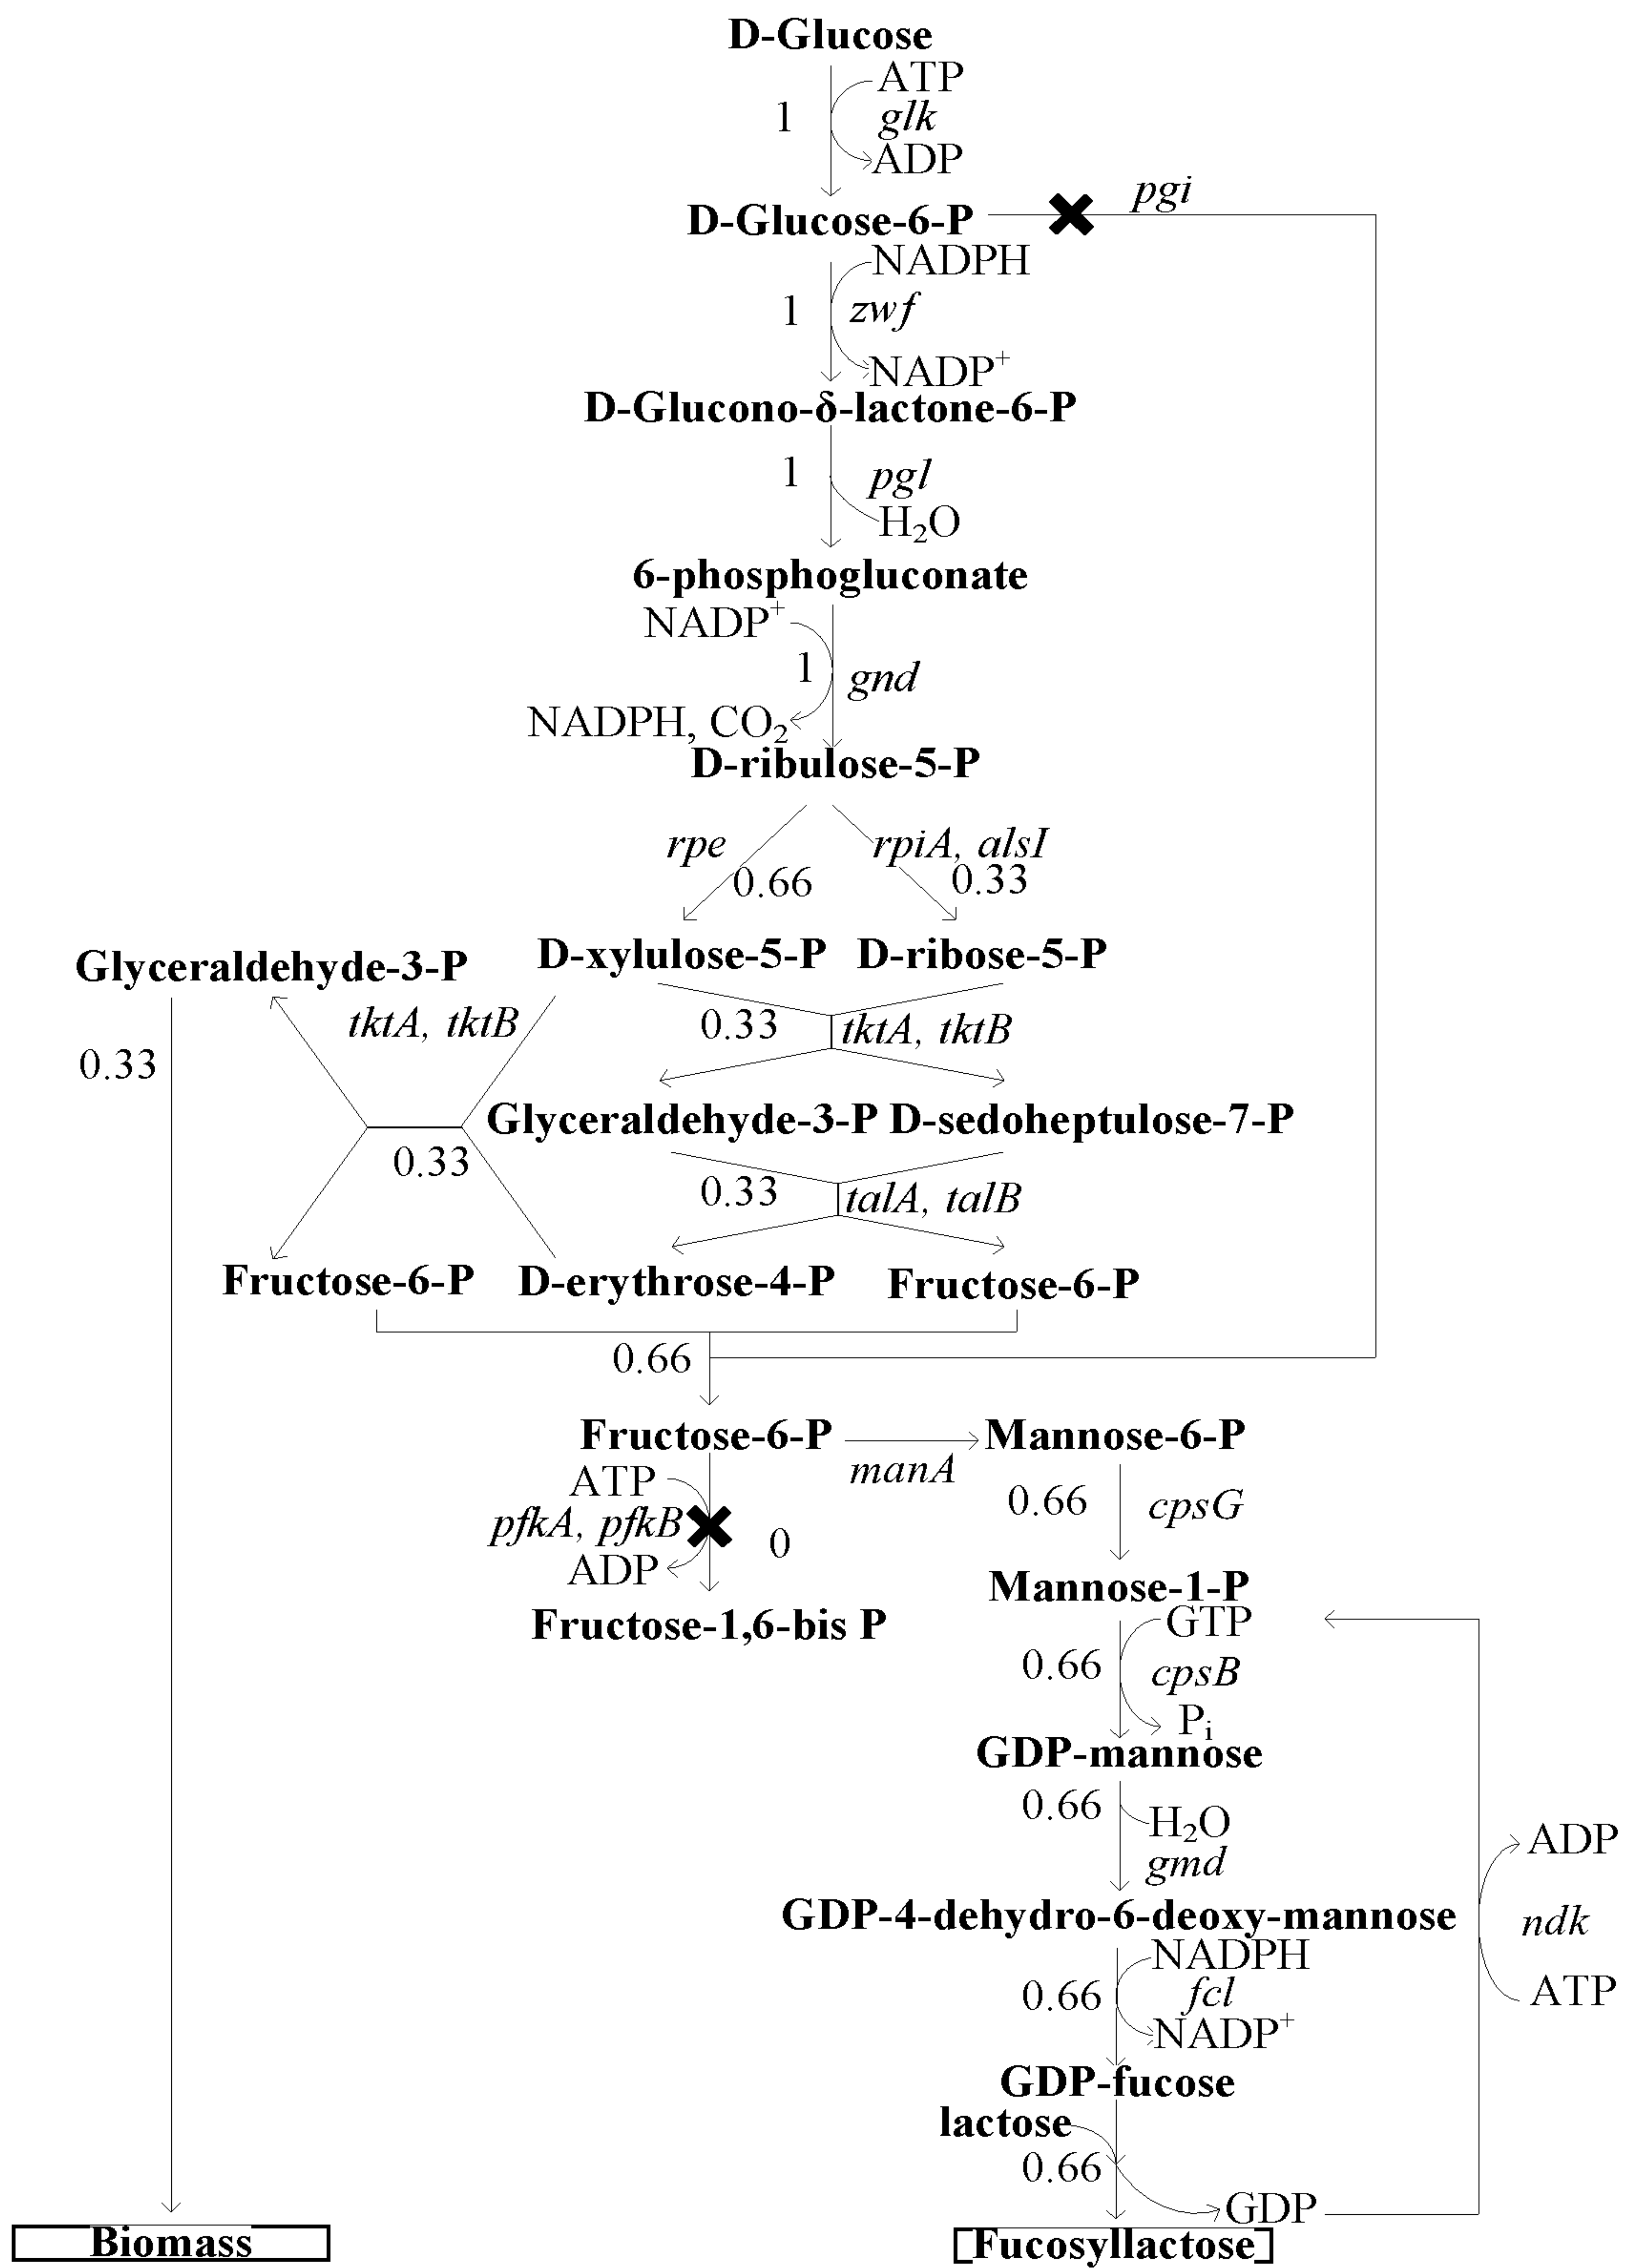 D-Glucose
ATP
1
glk
ADP
D-Glucose-6-P
pgi
NADPH
1
zwf
NADP⁺
D-Glucono-δ-lactone-6-P
1
pgl
H₂O
6-phosphogluconate
NADP⁺
1
gnd
NADPH, CO₂
D-ribulose-5-P
rpe
rpiA, alsI
0.66
0.33
Glyceraldehyde-3-P
D-xylulose-5-P
D-ribose-5-P
tktA, tktB
0.33
tktA, tktB
0.33
Glyceraldehyde-3-P
D-sedoheptulose-7-P
0.33
0.33
talA, talB
Fructose-6-P
D-erythrose-4-P
Fructose-6-P
0.66
Fructose-6-P
Mannose-6-P
manA
ATP
pfkA, pfkB
0
ADP
0.66
cpsG
Fructose-1,6-bis P
Mannose-1-P
GTP
0.66
cpsB
Pᵢ
GDP-mannose
0.66
H₂O
gmd
ADP
GDP-4-dehydro-6-deoxy-mannose
ndk
NADPH
0.66
fcl
ATP
NADP⁺
GDP-fucose
lactose
0.66
GDP
Biomass
Fucosyllactose